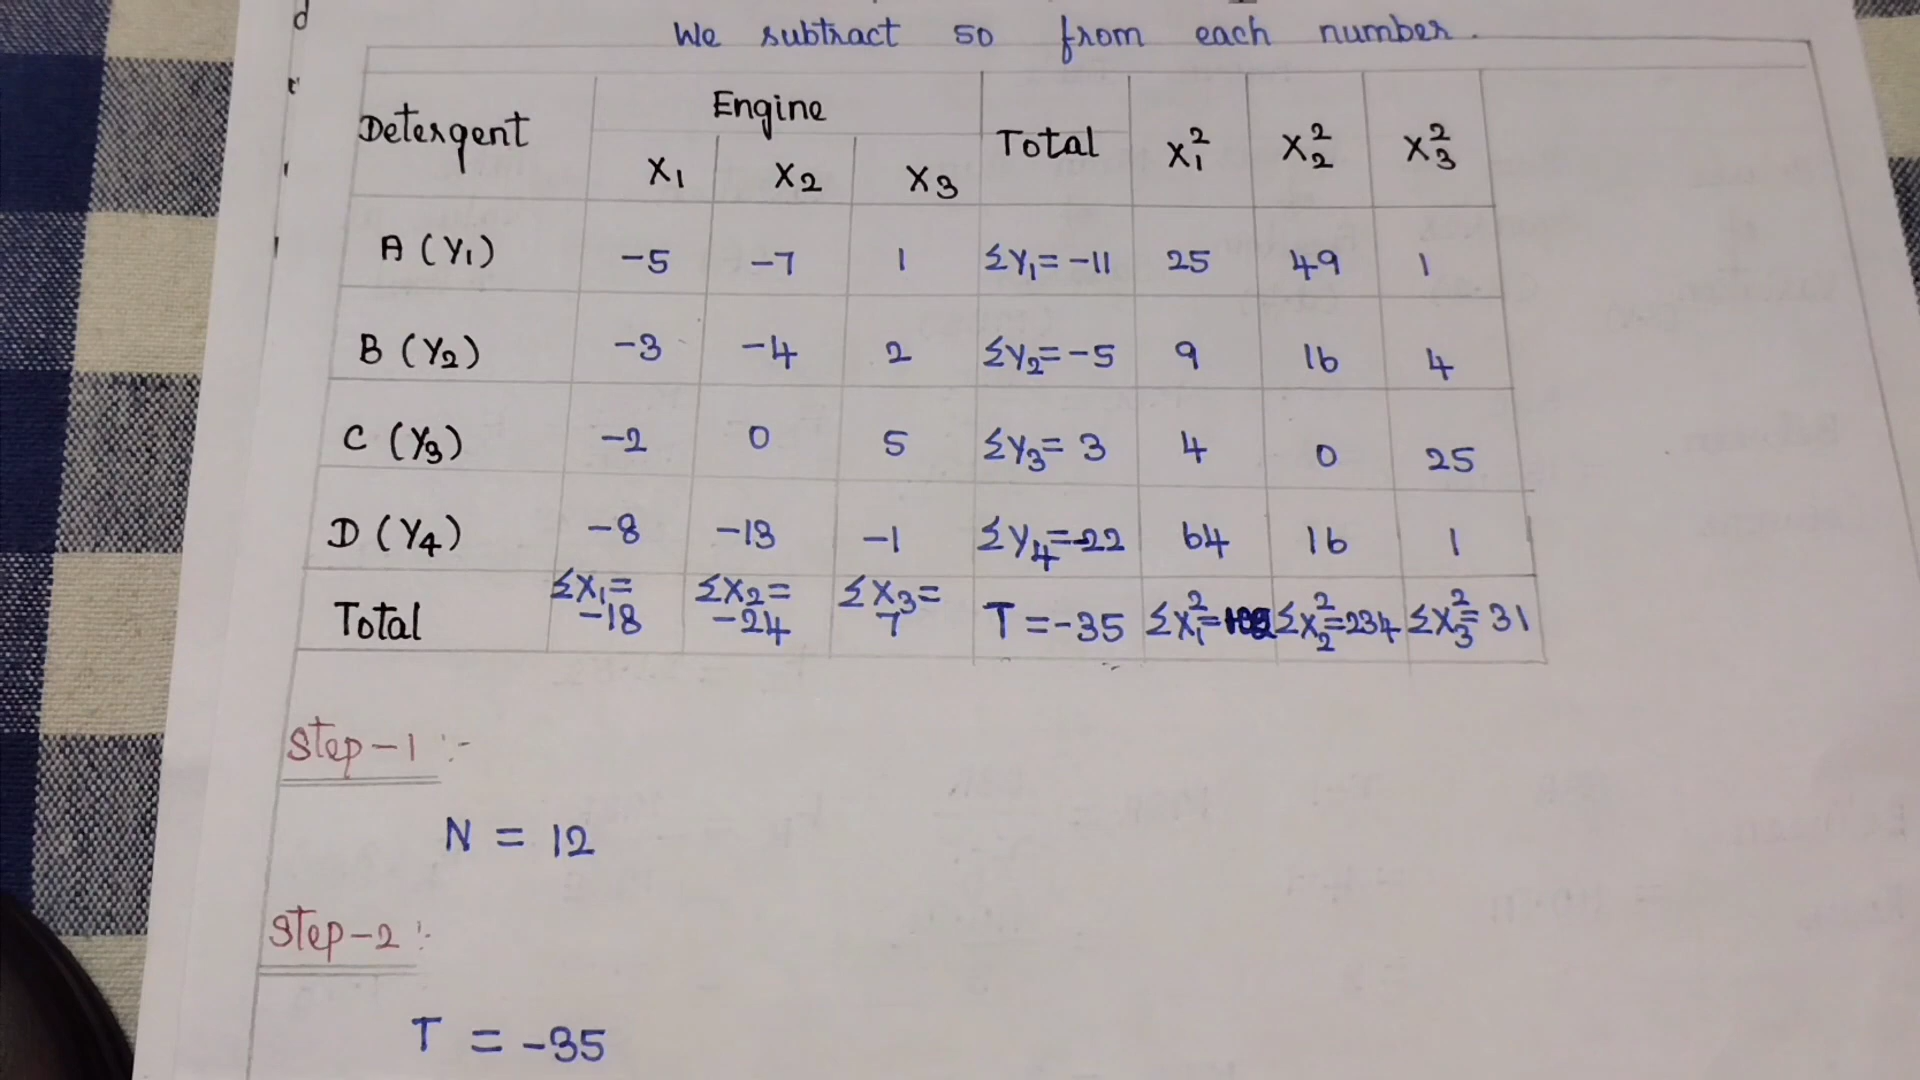 We subtract 50 from each number.
Detergent Engine Total X₁² X₂² X₃²
X₁ X₂ X₃
A (Y₁) -5 -7 1 ΣY₁= -11 25 49 1
B (Y₂) -3 -4 2 ΣY₂= -5 9 16 4
C (Y₃) -2 0 5 ΣY₃= 3 4 0 25
D (Y₄) -8 -13 -1 ΣY₄=-22 64 16 1
Total ΣX₁= -18 ΣX₂= -24 ΣX₃= 7 T = -35 ΣX₁²= ΣX₂²=234 ΣX₃²= 31
Step-1 :-
N = 12
Step-2 :-
T = -35